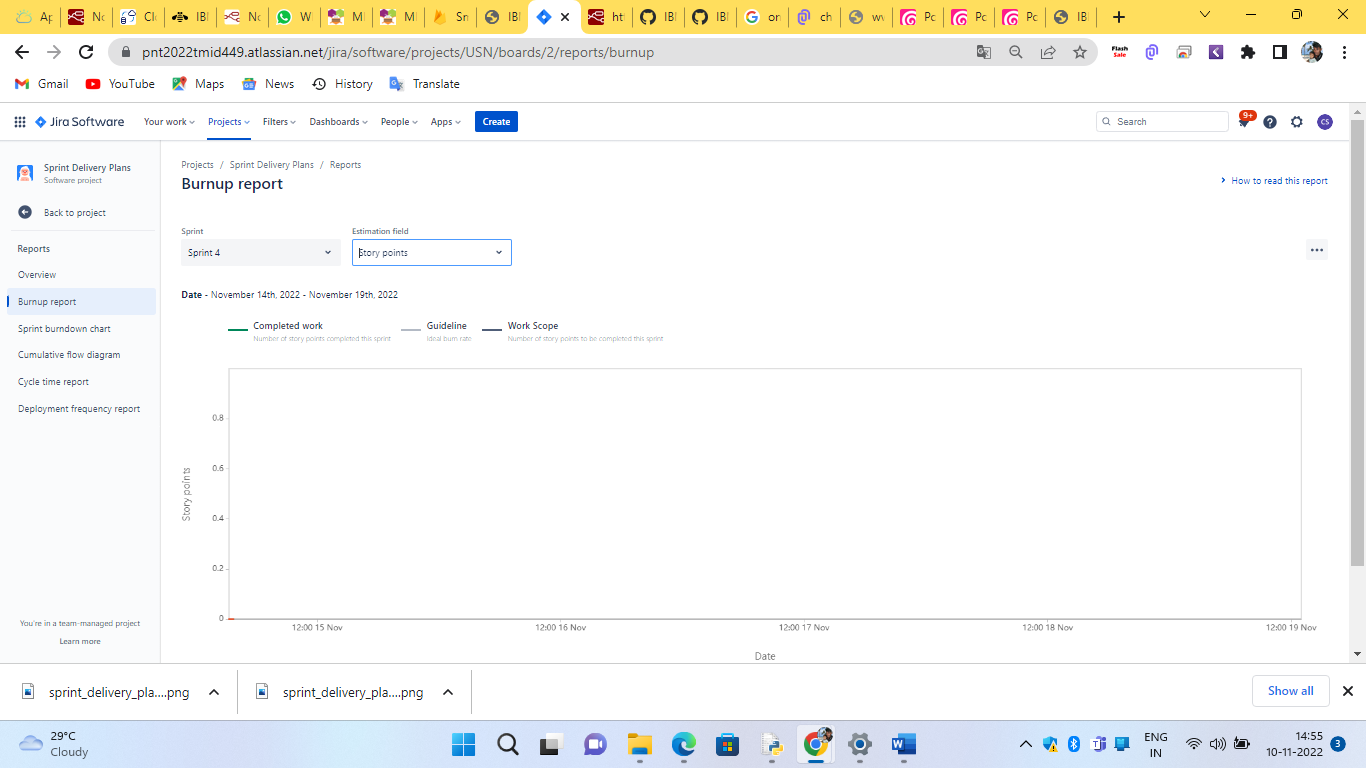 Ap
No
Clo
IBI
No
W
MI
MI
Sn
IBI
htt
IBI
IBI
on
ch
wv
Pc
Pc
Pc
IBI
pnt2022tmid449.atlassian.net/jira/software/projects/USN/boards/2/reports/burnup
Flash Sale
Gmail YouTube Maps News History Translate
Jira Software Your work Projects Filters Dashboards People Apps Create Search 9+ CS
Sprint Delivery Plans
Software project
Back to project
Reports
Overview
Burnup report
Sprint burndown chart
Cumulative flow diagram
Cycle time report
Deployment frequency report
You're in a team-managed project
Learn more
Projects / Sprint Delivery Plans / Reports
Burnup report
How to read this report
Sprint Estimation field
Sprint 4 Story points
Date - November 14th, 2022 - November 19th, 2022
Completed work Guideline Work Scope
Number of story points completed this sprint Ideal burn rate Number of story points to be completed this sprint
Story points
0.8
0.6
0.4
0.2
0
12:00 15 Nov 12:00 16 Nov 12:00 17 Nov 12:00 18 Nov 12:00 19 Nov
Date
sprint_delivery_pla....png sprint_delivery_pla....png Show all
29°C
Cloudy
ENG
IN
14:55
10-11-2022
3